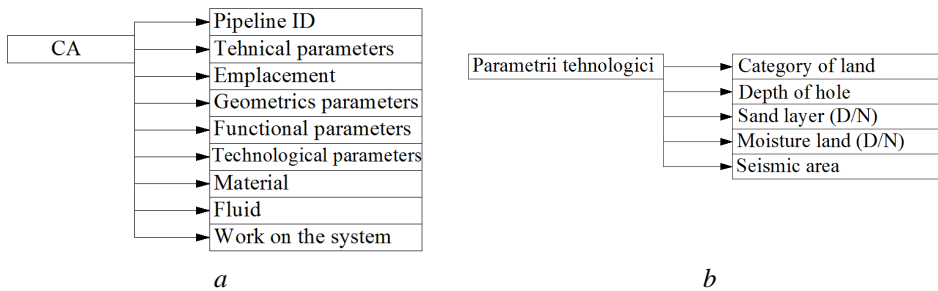 CA
Pipeline ID
Tehnical parameters
Emplacement
Geometrics parameters
Functional parameters
Technological parameters
Material
Fluid
Work on the system
a
Parametrii tehnologici
Category of land
Depth of hole
Sand layer (D/N)
Moisture land (D/N)
Seismic area
b